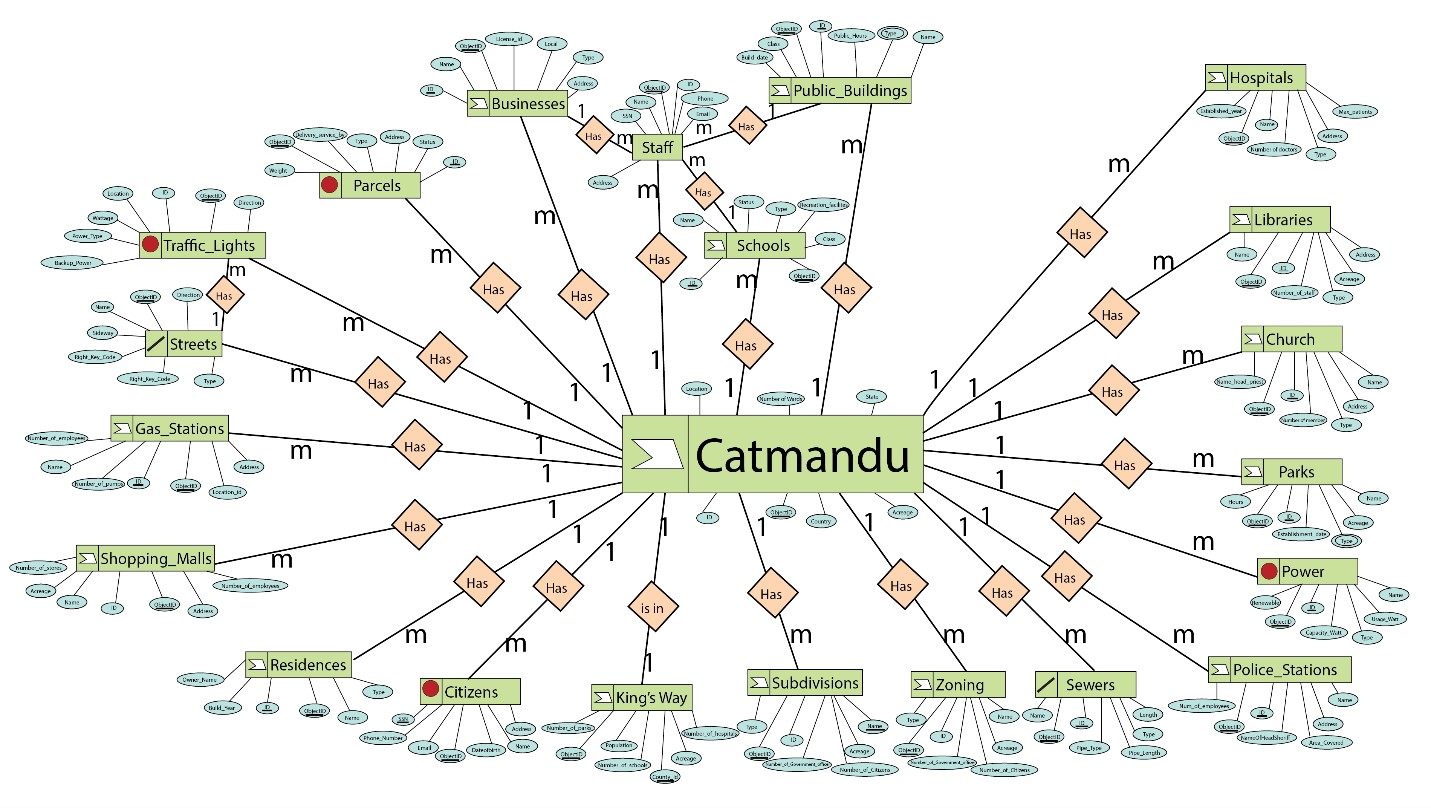 Businesses
ObjectID
License_id
Local
Type
Name
ID
Address
1
Has
m
Staff
ObjectID
ID
Name
Phone
SSN
Email
Address
m
Has
1
Public_Buildings
ObjectID
ID
Public_Hours
Type
Name
Class
Build_date
m
Has
1
Hospitals
Established_year
ObjectID
Name
Number of doctors
Type
Address
Max_patients
m
Has
1
Parcels
ObjectID
Delivery_service_by
Type
Address
Status
ID
Weight
m
Has
1
m
Has
1
m
Has
1
Schools
Name
Status
Type
Recreation_facilities
Class
ID
ObjectID
m
Has
1
m
Has
1
Traffic_Lights
Location
ID
ObjectID
Direction
Wattage
Power_Type
Backup_Power
m
Has
1
m
Has
1
Libraries
Name
ObjectID
ID
Number_of_staff
Type
Acreage
Address
m
Has
1
Streets
ObjectID
Direction
Name
Sideway
Right_Key_Code
Right_Key_Code
Type
m
Has
1
Church
Name_head_priest
ObjectID
ID
Number of member
Type
Address
Name
m
Has
1
Gas_Stations
Number_of_employees
Name
Number_of_pumps
ID
ObjectID
Location_id
Address
m
Has
1
Catmandu
Location
Number of Wards
State
ID
ObjectID
Country
Acreage
Parks
Hours
ObjectID
ID
Establishment_date
Type
Acreage
Name
m
Has
1
Shopping_Malls
Number_of_stores
Acreage
Name
ID
ObjectID
Address
Number_of_employees
m
Has
1
Power
Renewable
ObjectID
ID
Capacity_Watt
Type
Usage_Watt
Name
m
Has
1
Residences
Owner_Name
Build_Year
ID
ObjectID
Name
Type
m
Has
1
Citizens
SSN
Phone_Number
Email
ObjectID
DateofBirth
Name
Address
m
Has
1
King's Way
Number_of_parks
ObjectID
Population
Number_of_schools
County_id
Acreage
Number_of_hospitals
1
is in
1
Subdivisions
Type
ObjectID
ID
Number_of_Government_office
Number_of_Citizens
Acreage
Name
m
Has
1
Zoning
Type
ObjectID
ID
Number_of_Government_office
Number_of_Citizens
Acreage
Name
m
Has
1
Sewers
Name
ObjectID
ID
Pipe_Type
Pipe_Length
Type
Length
m
Has
1
Police_Stations
Num_of_employees
ObjectID
ID
NameOfHeadSheriff
Area_Covered
Address
Name
m
Has
1